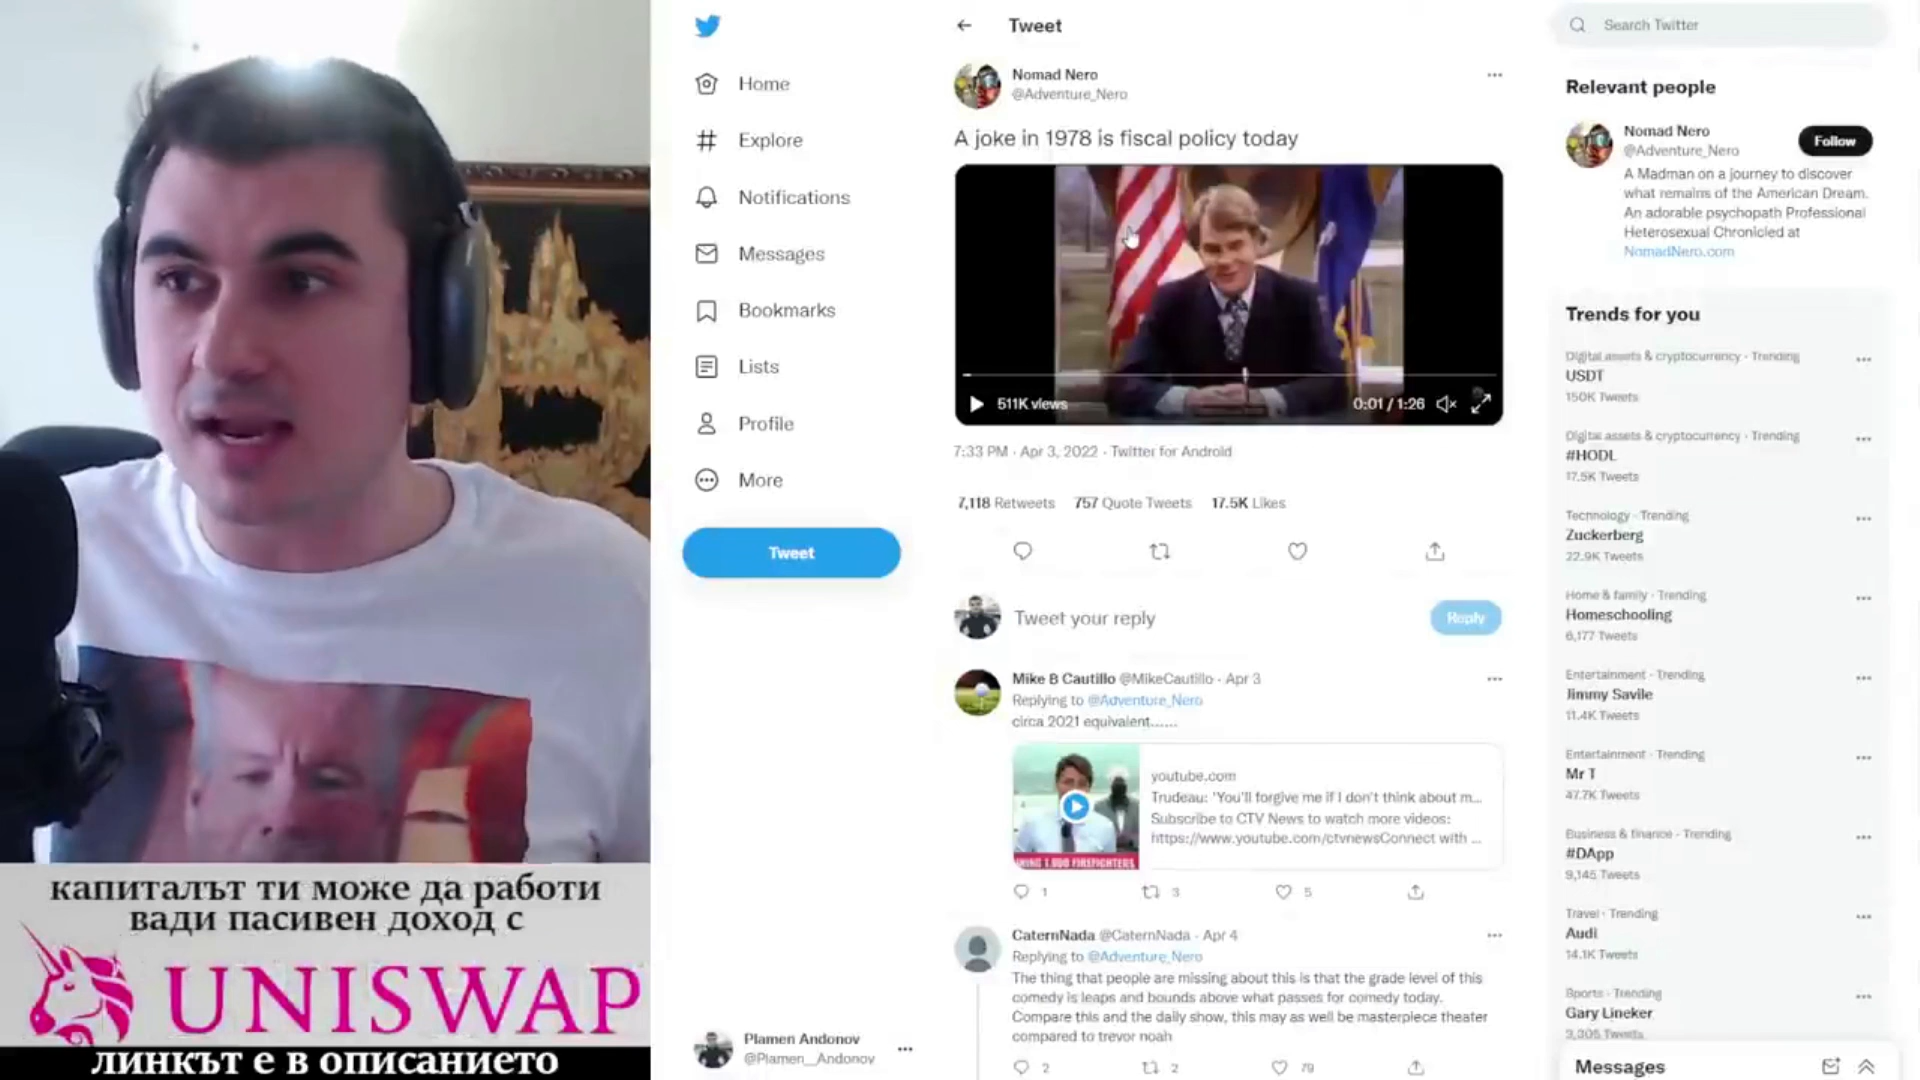 капиталът ти може да работи
вади пасивен доход с
UNISWAP
линкът е в описанието
Home
Explore
Notifications
Messages
Bookmarks
Lists
Profile
More
Tweet
Plamen Andonov
@Plamen__Andonov
Tweet
Nomad Nero
@Adventure_Nero
A joke in 1978 is fiscal policy today
511K views
0:01 / 1:26
7:33 PM · Apr 3, 2022 · Twitter for Android
7,118 Retweets 757 Quote Tweets 17.5K Likes
Tweet your reply
Reply
Mike B Cautillo @MikeCautillo · Apr 3
Replying to @Adventure_Nero
circa 2021 equivalent......
youtube.com
Trudeau: 'You'll forgive me if I don't think about m...
Subscribe to CTV News to watch more videos:
https://www.youtube.com/ctvnewsConnect with ...
1,000 FIREFIGHTERS
1 3 5
CaternNada @CaternNada · Apr 4
Replying to @Adventure_Nero
The thing that people are missing about this is that the grade level of this
comedy is leaps and bounds above what passes for comedy today.
Compare this and the daily show, this may as well be masterpiece theater
compared to trevor noah
2 2 79
Search Twitter
Relevant people
Nomad Nero
@Adventure_Nero
Follow
A Madman on a journey to discover
what remains of the American Dream.
An adorable psychopath Professional
Heterosexual Chronicled at
NomadNero.com
Trends for you
Digital assets & cryptocurrency · Trending
USDT
150K Tweets
Digital assets & cryptocurrency · Trending
#HODL
17.5K Tweets
Technology · Trending
Zuckerberg
22.9K Tweets
Home & family · Trending
Homeschooling
6,177 Tweets
Entertainment · Trending
Jimmy Savile
11.4K Tweets
Entertainment · Trending
Mr T
47.7K Tweets
Business & finance · Trending
#DApp
9,145 Tweets
Travel · Trending
Audi
14.1K Tweets
Sports · Trending
Gary Lineker
3,305 Tweets
Messages